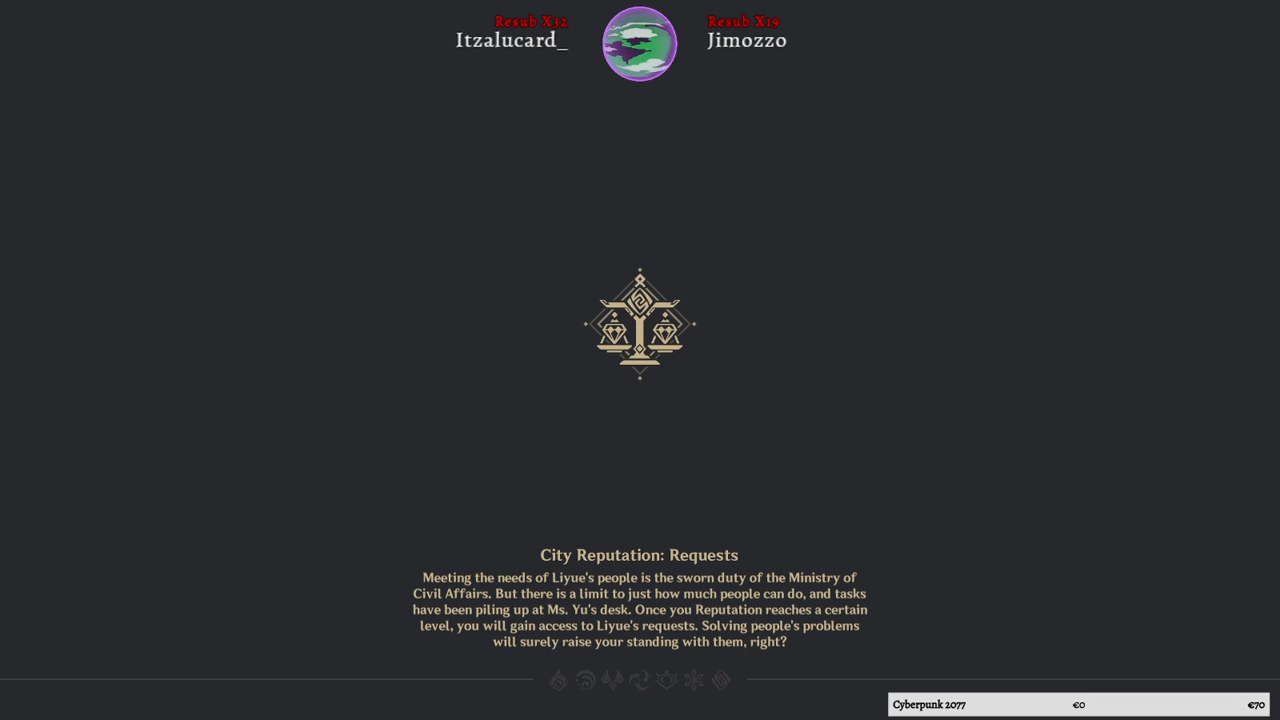 Resub X32
Itzalucard_
Resub X19
Jimozzo
City Reputation: Requests
Meeting the needs of Liyue's people is the sworn duty of the Ministry of
Civil Affairs. But there is a limit to just how much people can do, and tasks
have been piling up at Ms. Yu's desk. Once you Reputation reaches a certain
level, you will gain access to Liyue's requests. Solving people's problems
will surely raise your standing with them, right?
Cyberpunk 2077 €0 €70